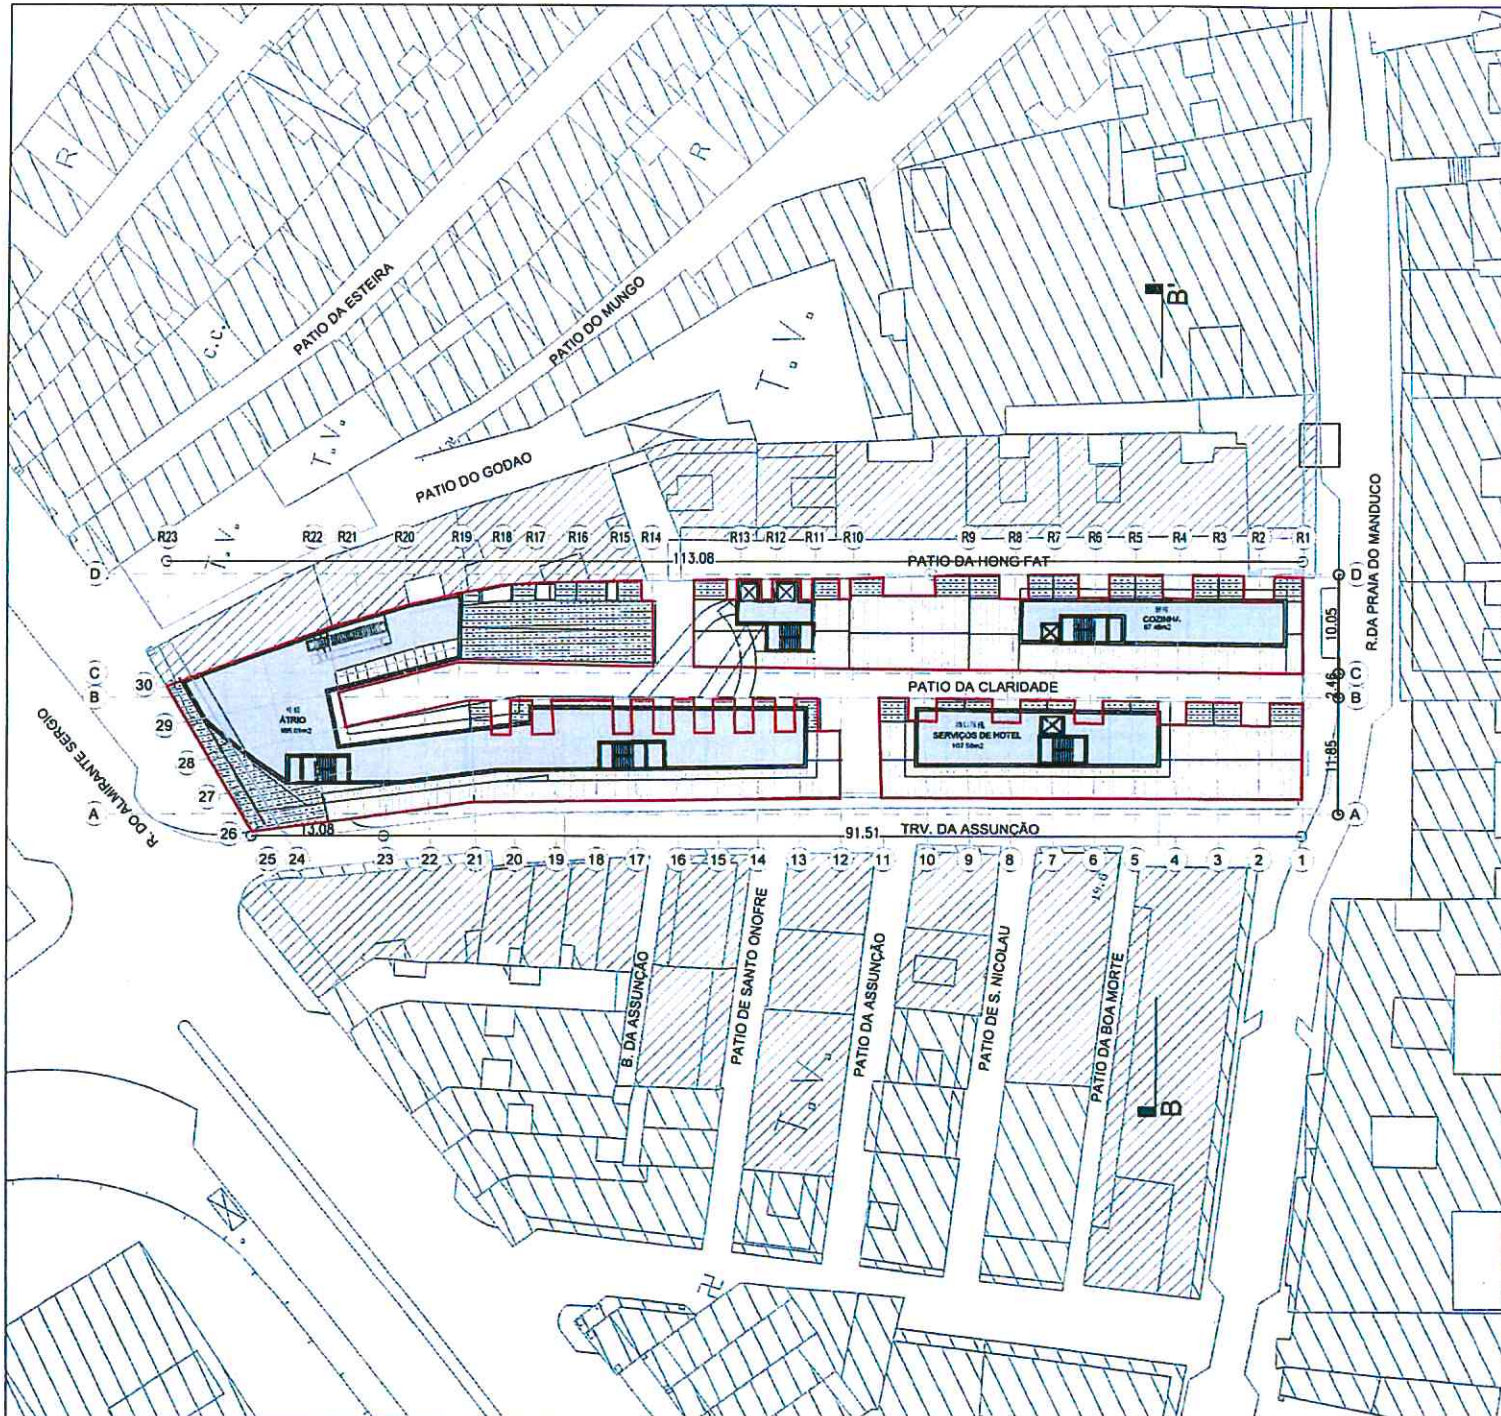 R
R
C.C.
PATIO DA ESTEIRA
PATIO DO MUNGO
B'
T.V.
T.V.
PATIO DO GODAO
T.V.
R23
R22
R21
R20
R19
R18
R17
R16
R15
R14
R13
R12
R11
R10
R9
R8
R7
R6
R5
R4
R3
R2
R1
113.08
PATIO DA HONG FAT
R.DA PRAIA DO MANDUCO
D
D
COZINHA
10.05
C
C
30
B
PATIO DA CLARIDADE
2.46
B
29
ÁTRIO
SERVIÇOS DE HOTEL
28
R. DO ALMIRANTE SERGIO
27
11.85
A
A
26
13.08
91.51
TRV. DA ASSUNÇÃO
25
24
23
22
21
20
19
18
17
16
15
14
13
12
11
10
9
8
7
6
5
4
3
2
1
B. DA ASSUNÇÃO
PATIO DE SANTO ONOFRE
PATIO DA ASSUNÇÃO
PATIO DE S. NICOLAU
PATIO DA BOA MORTE
T.V.
B
卍